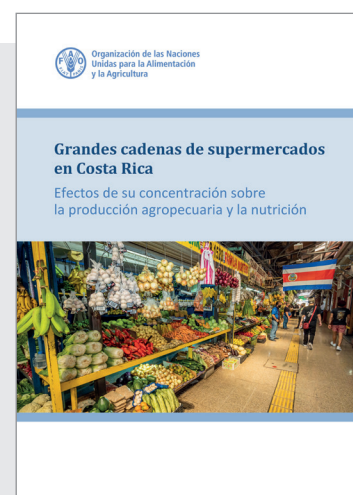 Organización de las Naciones
Unidas para la Alimentación
y la Agricultura
Grandes cadenas de supermercados
en Costa Rica
Efectos de su concentración sobre
la producción agropecuaria y la nutrición